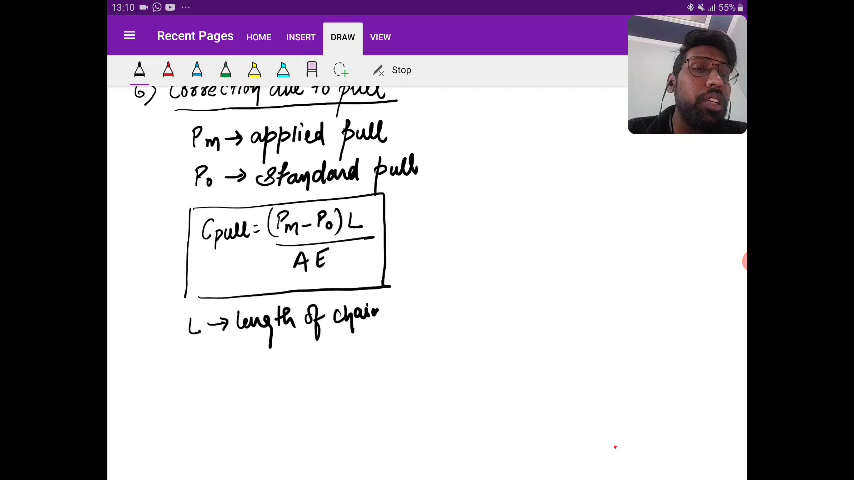 13:10 ... 55%
Recent Pages HOME INSERT DRAW VIEW
Stop
6) Correction due to pull
Pm → applied pull
P0 → Standard pull
Cpull = (Pm - P0) L
A E
L → length of chain